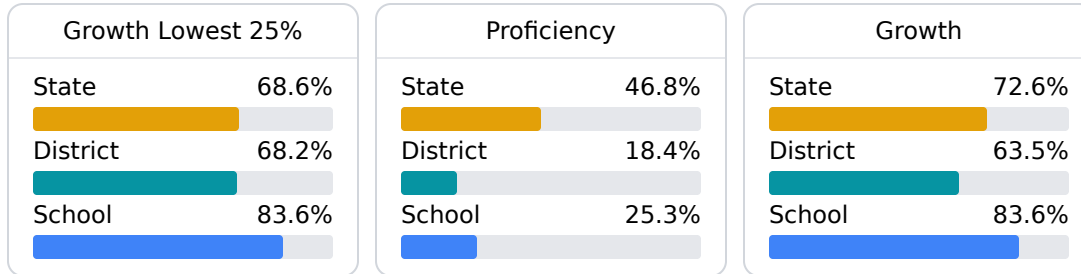 Growth Lowest 25%
State 68.6%
District 68.2%
School 83.6%
Proficiency
State 46.8%
District 18.4%
School 25.3%
Growth
State 72.6%
District 63.5%
School 83.6%